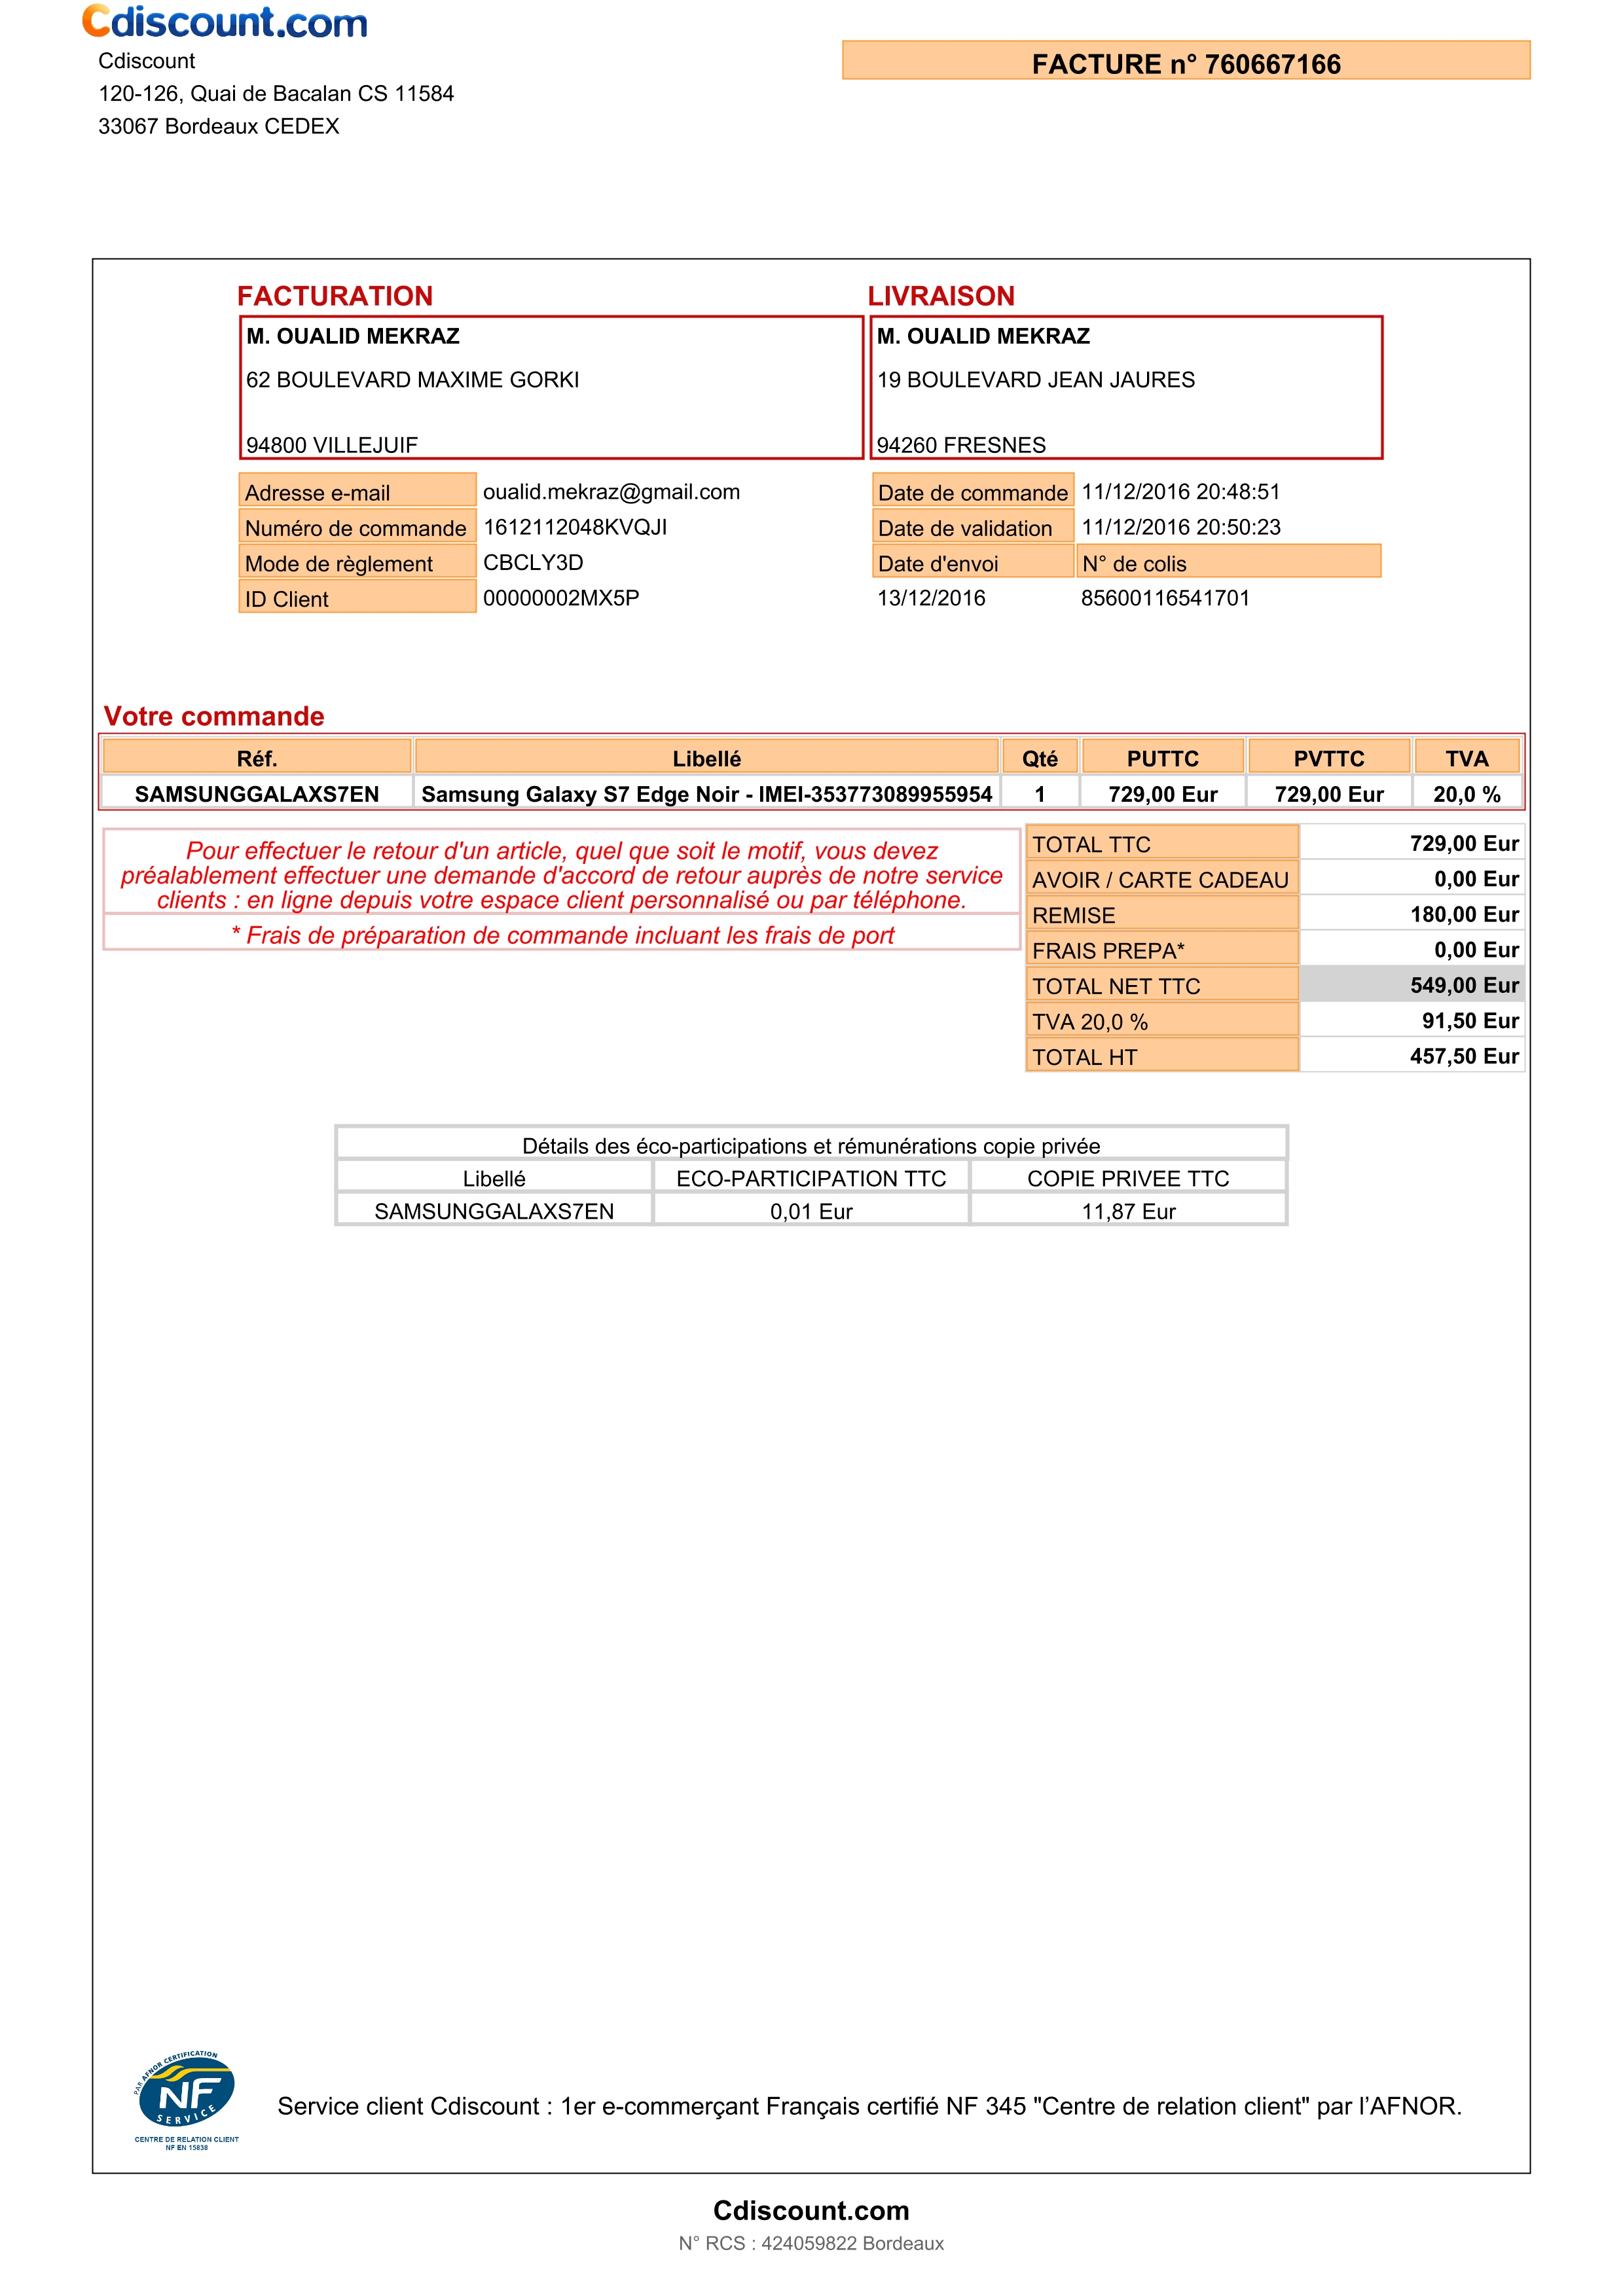 Cdiscount.com
Cdiscount
120-126, Quai de Bacalan CS 11584
33067 Bordeaux CEDEX
FACTURE n° 760667166
FACTURATION
M. OUALID MEKRAZ
62 BOULEVARD MAXIME GORKI
94800 VILLEJUIF
LIVRAISON
M. OUALID MEKRAZ
19 BOULEVARD JEAN JAURES
94260 FRESNES
Adresse e-mail oualid.mekraz@gmail.com
Numéro de commande 1612112048KVQJI
Mode de règlement CBCLY3D
ID Client 00000002MX5P
Date de commande 11/12/2016 20:48:51
Date de validation 11/12/2016 20:50:23
Date d'envoi N° de colis
13/12/2016 85600116541701
Votre commande
Réf. Libellé Qté PUTTC PVTTC TVA
SAMSUNGGALAXS7EN Samsung Galaxy S7 Edge Noir - IMEI-353773089955954 1 729,00 Eur 729,00 Eur 20,0 %
Pour effectuer le retour d'un article, quel que soit le motif, vous devez
préalablement effectuer une demande d'accord de retour auprès de notre service
clients : en ligne depuis votre espace client personnalisé ou par téléphone.
* Frais de préparation de commande incluant les frais de port
TOTAL TTC 729,00 Eur
AVOIR / CARTE CADEAU 0,00 Eur
REMISE 180,00 Eur
FRAIS PREPA* 0,00 Eur
TOTAL NET TTC 549,00 Eur
TVA 20,0 % 91,50 Eur
TOTAL HT 457,50 Eur
Détails des éco-participations et rémunérations copie privée
Libellé ECO-PARTICIPATION TTC COPIE PRIVEE TTC
SAMSUNGGALAXS7EN 0,01 Eur 11,87 Eur
PAR AFNOR CERTIFICATION
NF
SERVICE
CENTRE DE RELATION CLIENT
NF EN 15838
Service client Cdiscount : 1er e-commerçant Français certifié NF 345 "Centre de relation client" par l’AFNOR.
Cdiscount.com
N° RCS : 424059822 Bordeaux